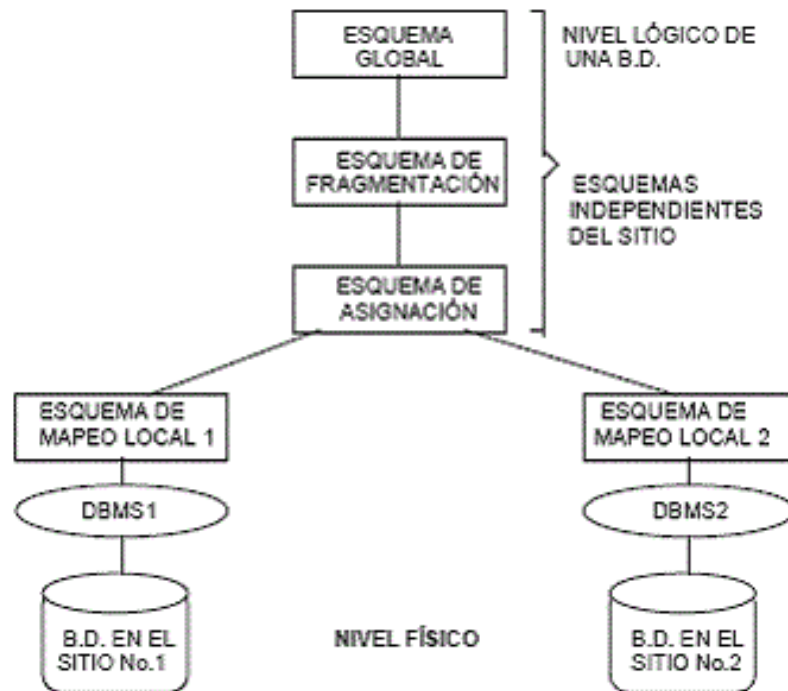 ESQUEMA
GLOBAL
NIVEL LÓGICO DE
UNA B.D.
ESQUEMA DE
FRAGMENTACIÓN
ESQUEMAS
INDEPENDIENTES
DEL SITIO
ESQUEMA DE
ASIGNACIÓN
ESQUEMA DE
MAPEO LOCAL 1
ESQUEMA DE
MAPEO LOCAL 2
DBMS1
DBMS2
B.D. EN EL
SITIO No.1
NIVEL FÍSICO
B.D. EN EL
SITIO No.2